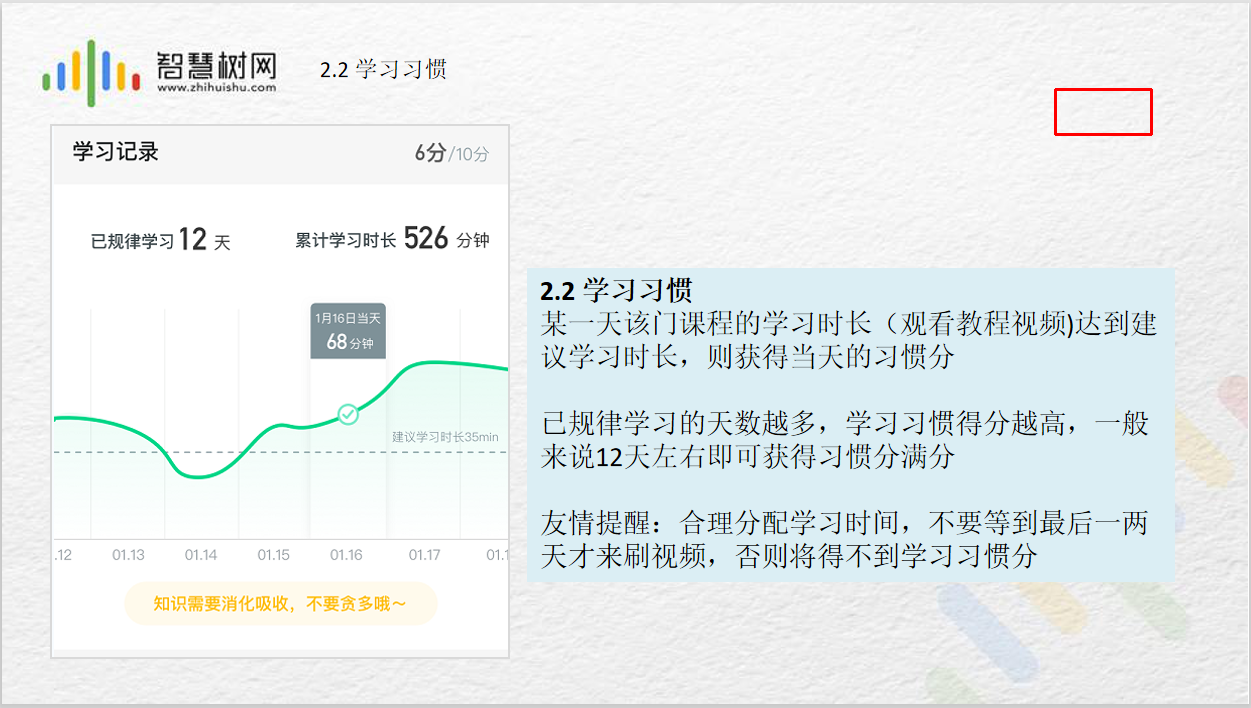 智慧树网
www.zhihuishu.com
2.2 学习习惯
学习记录
6分/10分
已规律学习 12 天
累计学习时长 526 分钟
1月16日当天
68分钟
建议学习时长35min
.12 01.13 01.14 01.15 01.16 01.17 01.1
知识需要消化吸收，不要贪多哦～
2.2 学习习惯
某一天该门课程的学习时长（观看教程视频)达到建
议学习时长，则获得当天的习惯分
已规律学习的天数越多，学习习惯得分越高，一般
来说12天左右即可获得习惯分满分
友情提醒：合理分配学习时间，不要等到最后一两
天才来刷视频，否则将得不到学习习惯分